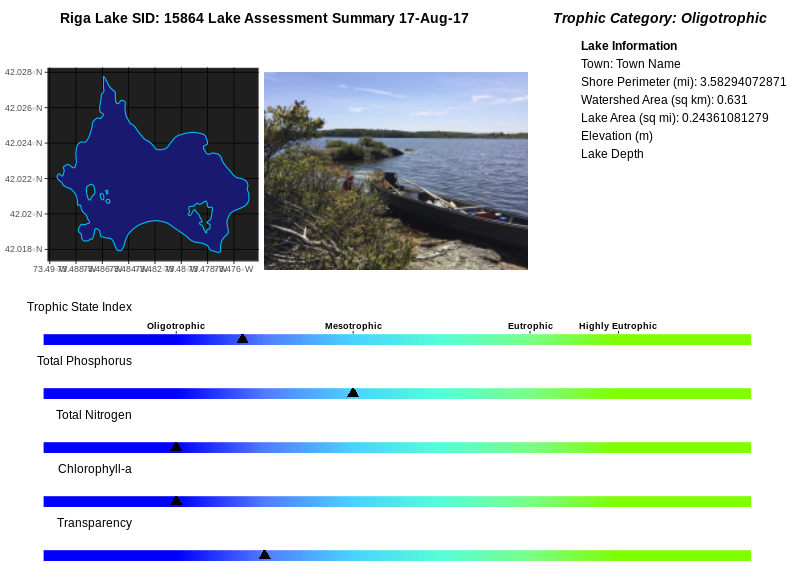 Riga Lake SID: 15864 Lake Assessment Summary 17-Aug-17
Trophic Category: Oligotrophic
Lake Information
Town: Town Name
Shore Perimeter (mi): 3.58294072871
Watershed Area (sq km): 0.631
Lake Area (sq mi): 0.24361081279
Elevation (m)
Lake Depth
42.028◦N
42.026◦N
42.024◦N
42.022◦N
42.02◦N
42.018◦N
Trophic State Index
Oligotrophic Mesotrophic Eutrophic Highly Eutrophic
Total Phosphorus
Total Nitrogen
Chlorophyll-a
Transparency